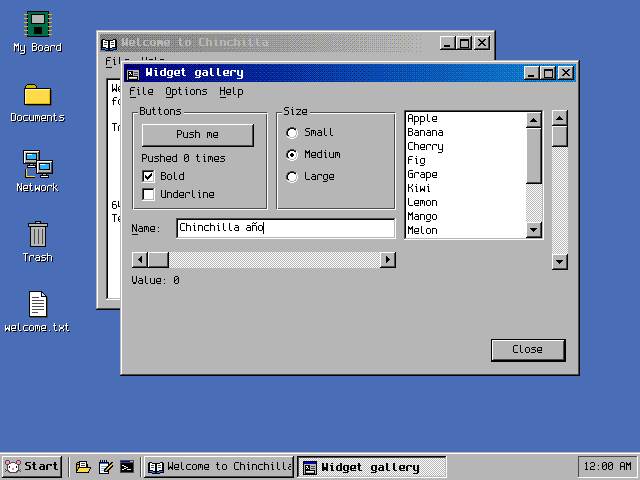 My Board
Documents
Network
Trash
welcome.txt
Welcome to Chinchilla
File Help
Widget gallery
File Options Help
Buttons
Push me
Pushed 0 times
Bold
Underline
Size
Small
Medium
Large
Apple
Banana
Cherry
Fig
Grape
Kiwi
Lemon
Mango
Melon
Name: Chinchilla año
Value: 0
Close
Start
Welcome to Chinchilla
Widget gallery
12:00 AM